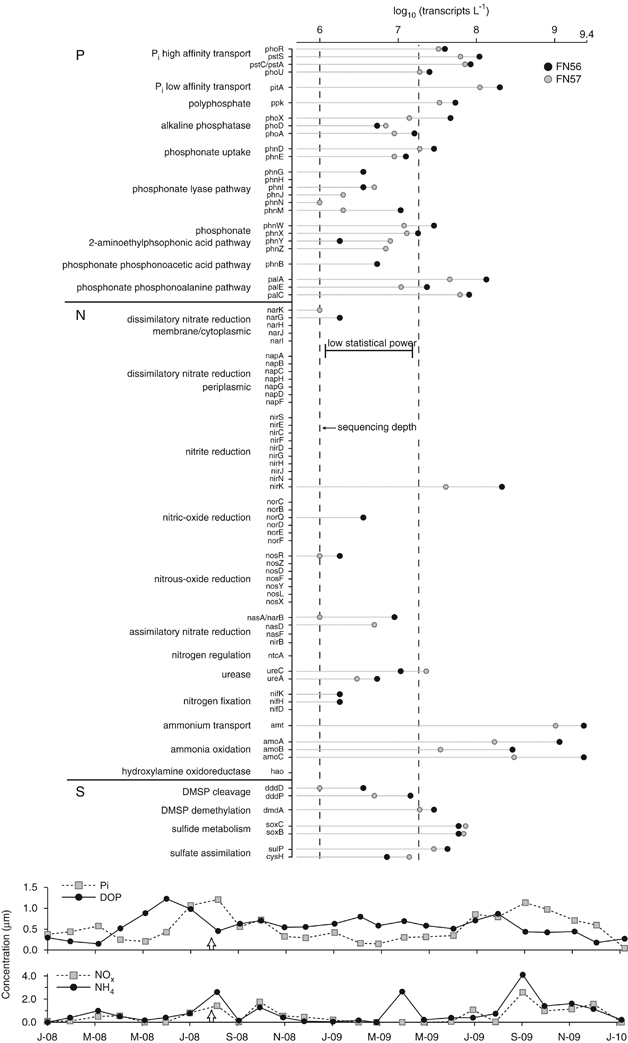 log10 (transcripts L-1)
6 7 8 9 9.4
FN56
FN57
P
Pi high affinity transport
phoR
pstS
pstC/pstA
phoU
Pi low affinity transport
pitA
polyphosphate
ppk
alkaline phosphatase
phoX
phoD
phoA
phosphonate uptake
phnD
phnE
phosphonate lyase pathway
phnG
phnH
phnI
phnJ
phnN
phnM
phosphonate
2-aminoethylphsophonic acid pathway
phnW
phnX
phnY
phnZ
phosphonate phosphonoacetic acid pathway
phnB
phosphonate phosphonoalanine pathway
palA
palE
palC
N
dissimilatory nitrate reduction
membrane/cytoplasmic
narK
narG
narH
narJ
narI
low statistical power
dissimilatory nitrate reduction
periplasmic
napA
napB
napC
napH
napG
napD
napF
sequencing depth
nitrite reduction
nirS
nirE
nirC
nirF
nirD
nirG
nirH
nirJ
nirN
nirK
nitric-oxide reduction
norC
norB
norQ
norD
norE
norF
nitrous-oxide reduction
nosR
nosZ
nosD
nosF
nosY
nosL
nosX
assimilatory nitrate reduction
nasA/narB
nasD
nasF
nirB
nitrogen regulation
ntcA
urease
ureC
ureA
nitrogen fixation
nifK
nifH
nifD
ammonium transport
amt
ammonia oxidation
amoA
amoB
amoC
hydroxylamine oxidoreductase
hao
S
DMSP cleavage
dddD
dddP
DMSP demethylation
dmdA
sulfide metabolism
soxC
soxB
sulfate assimilation
sulP
cysH
Concentration (µm)
Pi
DOP
1.5
1.0
0.5
0.0
NOx
NH4
4.0
2.0
0.0
J-08 M-08 M-08 J-08 S-08 N-08 J-09 M-09 M-09 J-09 S-09 N-09 J-10